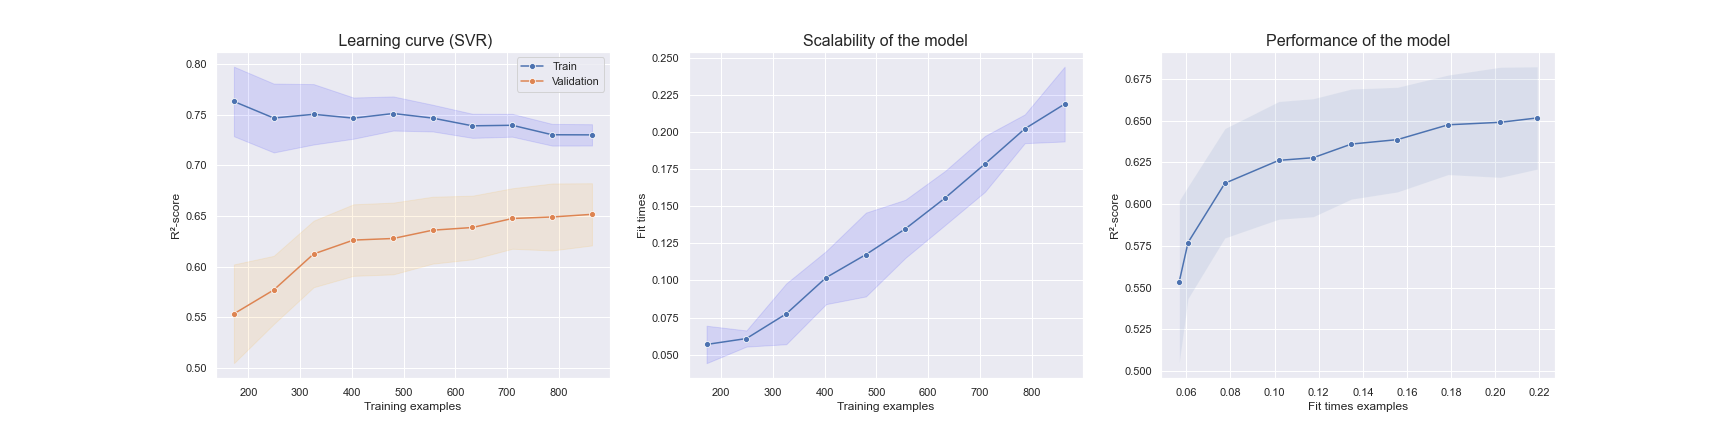 Learning curve (SVR)
Train
Validation
0.80
0.75
0.70
0.65
0.60
0.55
0.50
R²-score
200 300 400 500 600 700 800
Training examples
Scalability of the model
0.250
0.225
0.200
0.175
0.150
0.125
0.100
0.075
0.050
Fit times
200 300 400 500 600 700 800
Training examples
Performance of the model
0.675
0.650
0.625
0.600
0.575
0.550
0.525
0.500
R²-score
0.06 0.08 0.10 0.12 0.14 0.16 0.18 0.20 0.22
Fit times examples